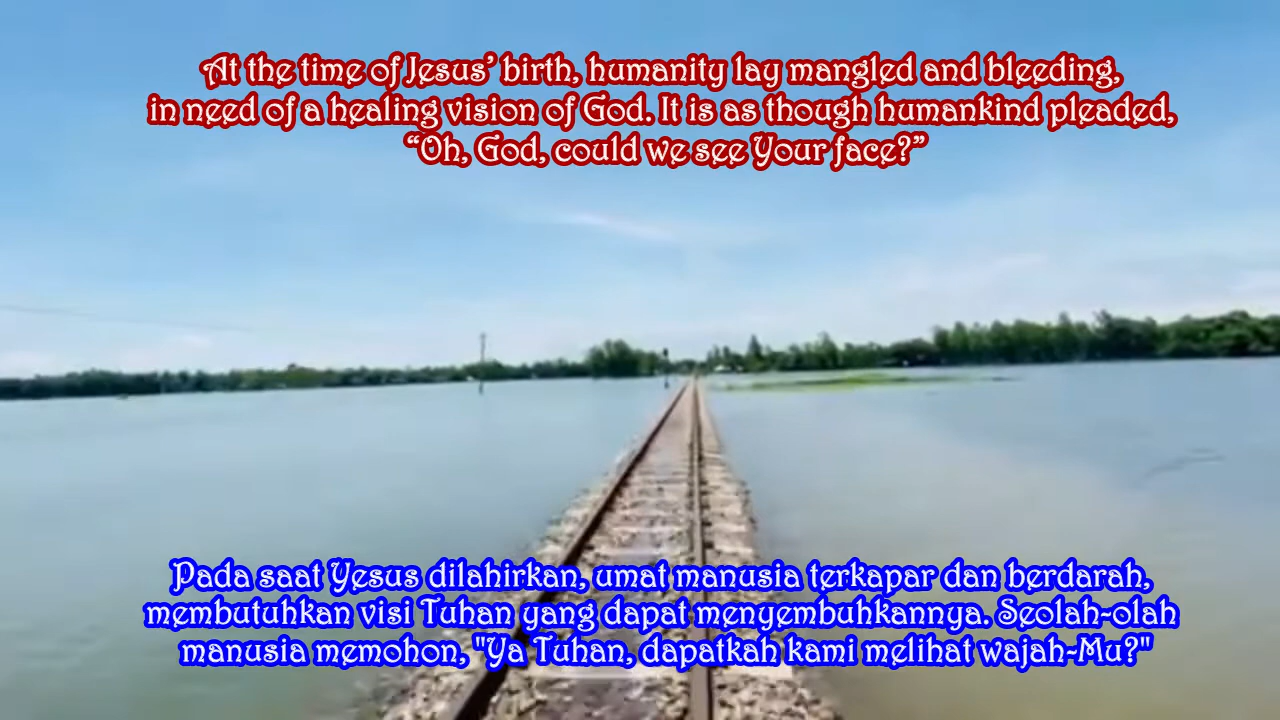 At the time of Jesus’ birth, humanity lay mangled and bleeding,
in need of a healing vision of God. It is as though humankind pleaded,
“Oh, God, could we see Your face?”
Pada saat Yesus dilahirkan, umat manusia terkapar dan berdarah,
membutuhkan visi Tuhan yang dapat menyembuhkannya. Seolah-olah
manusia memohon, "Ya Tuhan, dapatkah kami melihat wajah-Mu?"